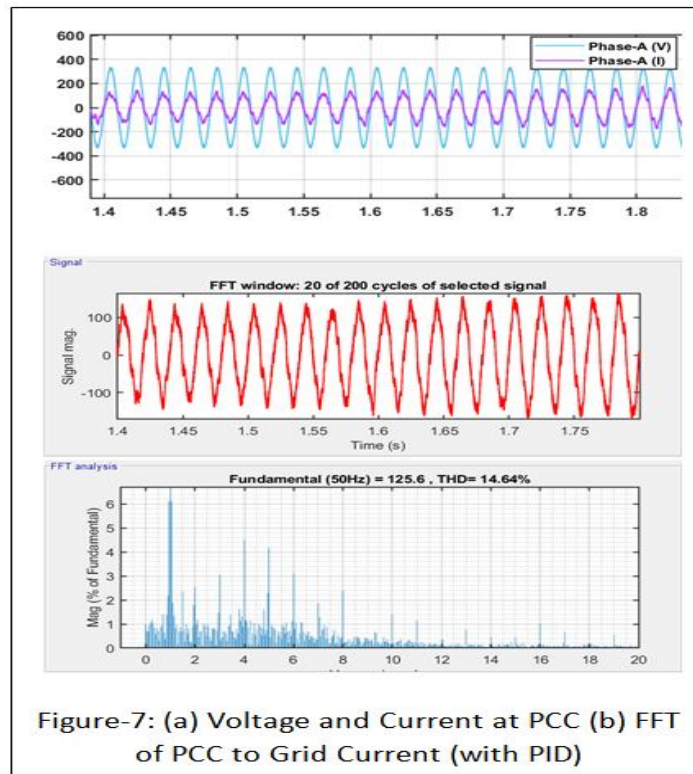 600
400
200
0
-200
-400
-600
Phase-A (V)
Phase-A (I)
1.4 1.45 1.5 1.55 1.6 1.65 1.7 1.75 1.8
Signal
FFT window: 20 of 200 cycles of selected signal
Signal mag.
100
0
-100
1.4 1.45 1.5 1.55 1.6 1.65 1.7 1.75
Time (s)
FFT analysis
Fundamental (50Hz) = 125.6 , THD= 14.64%
Mag (% of Fundamental)
6
5
4
3
2
1
0
0 2 4 6 8 10 12 14 16 18 20
Figure-7: (a) Voltage and Current at PCC (b) FFT
of PCC to Grid Current (with PID)